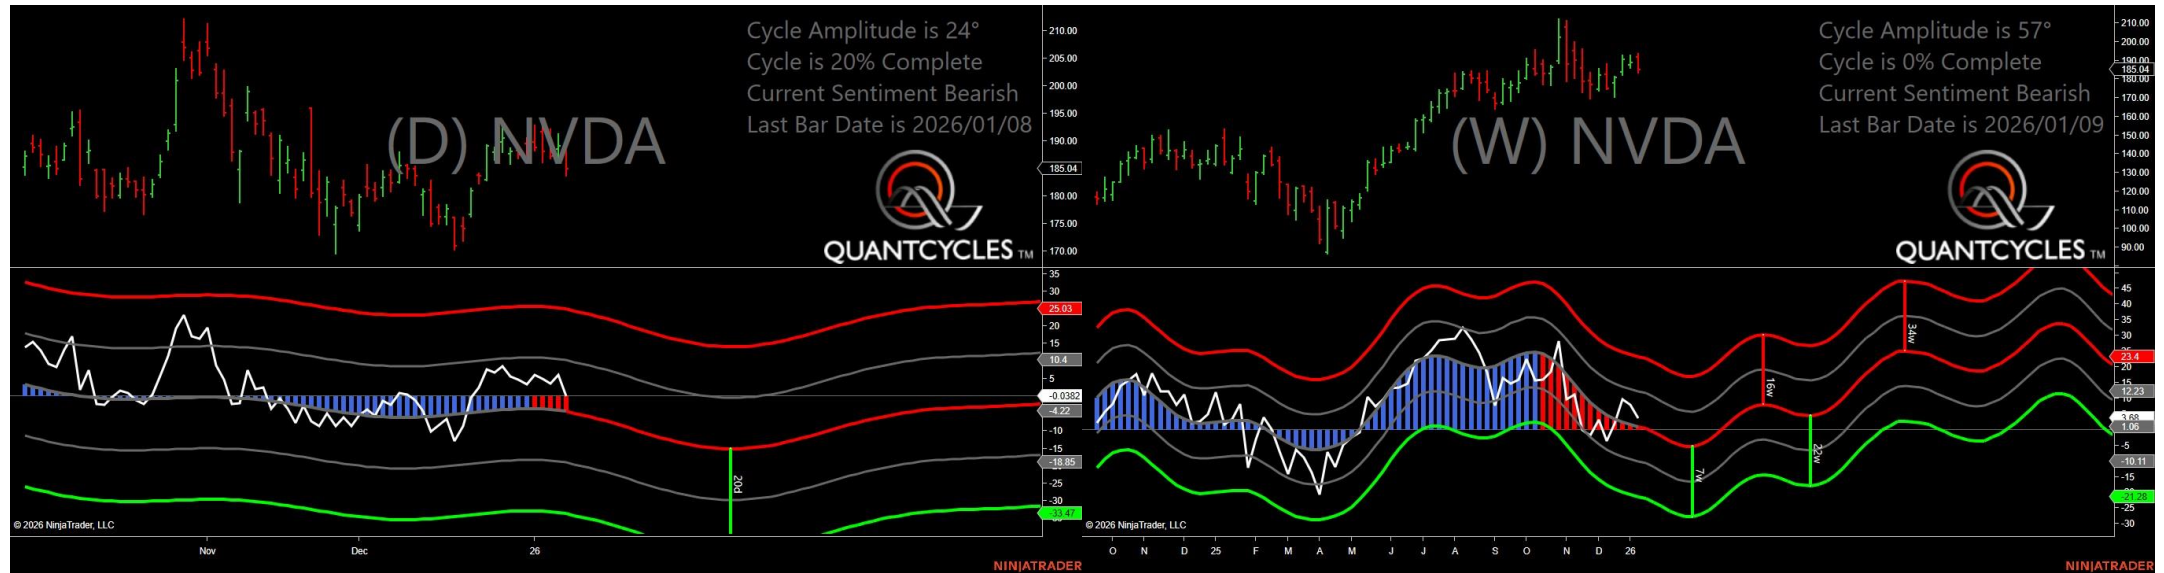 Cycle Amplitude is 24°
Cycle is 20% Complete
Current Sentiment Bearish
Last Bar Date is 2026/01/08
(D) NVDA
QUANTCYCLES TM
210.00
205.00
200.00
195.00
190.00
185.04
180.00
175.00
170.00
35
30
25.03
20
15
10.4
5
-0.0382
-4.22
-10
-15
-18.85
-25
-30
-33.47
20d
© 2026 NinjaTrader, LLC
Nov
Dec
26
NINJATRADER
Cycle Amplitude is 57°
Cycle is 0% Complete
Current Sentiment Bearish
Last Bar Date is 2026/01/09
(W) NVDA
QUANTCYCLES TM
210.00
200.00
190.00
185.04
180.00
170.00
160.00
150.00
140.00
130.00
120.00
110.00
100.00
90.00
45
40
35
30
23.4
20
15
12.23
10
3.68
1.06
-5
-10.11
-15
-21.28
-25
-30
7w
16w
22w
34w
© 2026 NinjaTrader, LLC
O N D 25 F M A M J J A S O N D 26
NINJATRADER